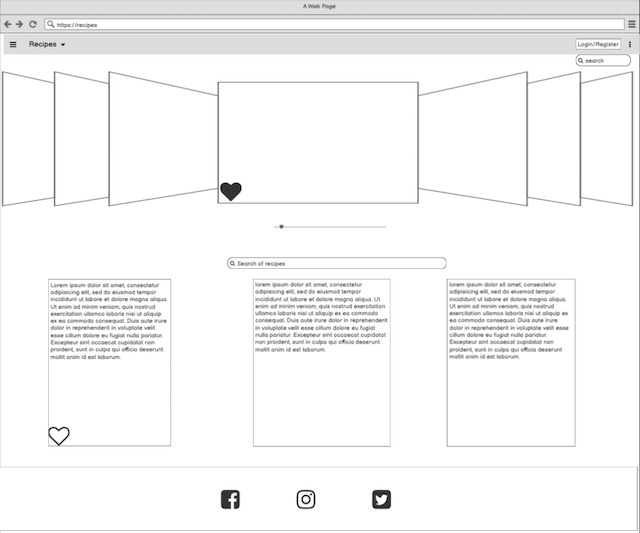 A Web Page
https://recipes
Recipes
Login/Register
search
Search of recipes
Lorem ipsum dolor sit amet, consectetur
adipisicing elit, sed do eiusmod tempor
incididunt ut labore et dolore magna aliqua.
Ut enim ad minim veniam, quis nostrud
exercitation ullamco laboris nisi ut aliquip
ex ea commodo consequat. Duis aute irure
dolor in reprehenderit in voluptate velit
esse cillum dolore eu fugiat nulla pariatur.
Excepteur sint occaecat cupidatat non
proident, sunt in culpa qui officia deserunt
mollit anim id est laborum.
lorem ipsum dolor sit amet, consectetur
adipisicing elit, sed do eiusmod tempor
incididunt ut labore et dolore magna aliqua. Ut
enim ad minim veniam, quis nostrud exercitation
ullamco laboris nisi ut aliquip ex ea commodo
consequat. Duis aute irure dolor in reprehenderit
in voluptate velit esse cillum dolore eu fugiat
nulla pariatur. Excepteur sint occaecat cupidatat
non proident, sunt in culpa qui officia deserunt
mollit anim id est laborum.
lorem ipsum dolor sit amet, consectetur
adipisicing elit, sed do eiusmod tempor
incididunt ut labore et dolore magna aliqua.
Ut enim ad minim veniam, quis nostrud
exercitation ullamco laboris nisi ut aliquip ex
ea commodo consequat. Duis aute irure dolor
in reprehenderit in voluptate velit esse
cillum dolore eu fugiat nulla pariatur.
Excepteur sint occaecat cupidatat non
proident, sunt in culpa qui officia deserunt
mollit anim id est laborum.